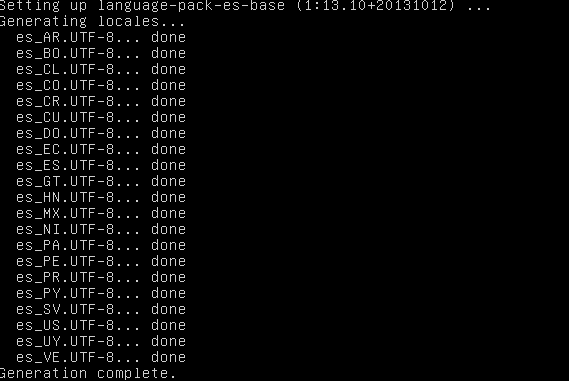 Setting up language-pack-es-base (1:13.10+20131012) ...
Generating locales...
  es_AR.UTF-8... done
  es_BO.UTF-8... done
  es_CL.UTF-8... done
  es_CO.UTF-8... done
  es_CR.UTF-8... done
  es_CU.UTF-8... done
  es_DO.UTF-8... done
  es_EC.UTF-8... done
  es_ES.UTF-8... done
  es_GT.UTF-8... done
  es_HN.UTF-8... done
  es_MX.UTF-8... done
  es_NI.UTF-8... done
  es_PA.UTF-8... done
  es_PE.UTF-8... done
  es_PR.UTF-8... done
  es_PY.UTF-8... done
  es_SV.UTF-8... done
  es_US.UTF-8... done
  es_UY.UTF-8... done
  es_VE.UTF-8... done
Generation complete.